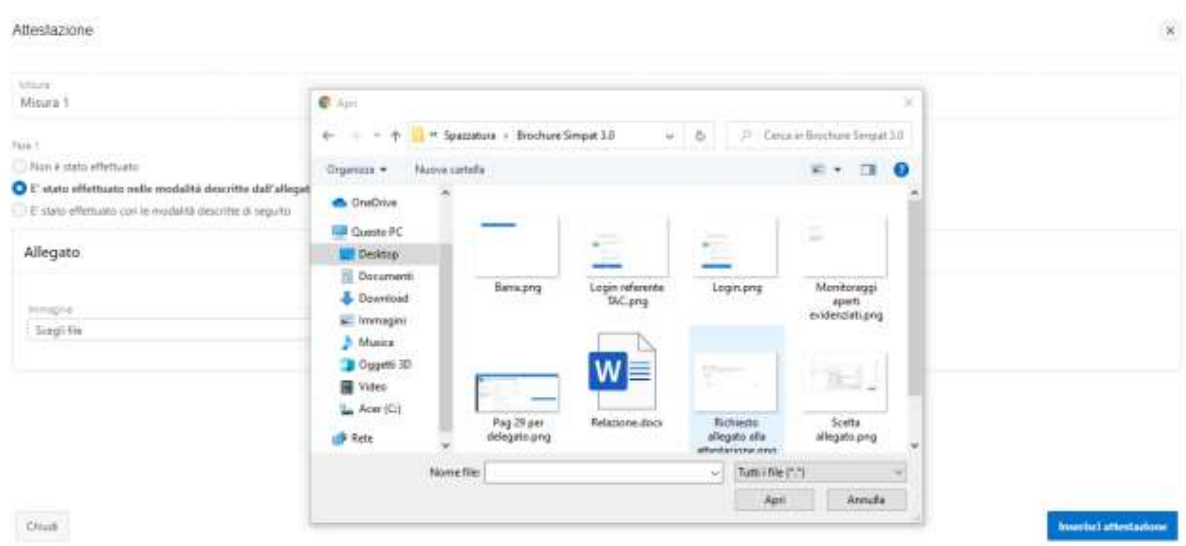 Attestazione
Misura
Misura 1
Fase 1
Non è stato effettuato
E' stato effettuato nelle modalità descritte dall'allegat
E' stato effettuato con le modalità descritte di seguito
Allegato
Immagine
Scegli file
Chiudi
Inserisci attestazione
Apri
Spazzatura › Brochure Simpat 3.0
Cerca in Brochure Simpat 3.0
Organizza
Nuova cartella
OneDrive
Questo PC
Desktop
Documenti
Download
Immagini
Musica
Oggetti 3D
Video
Acer (C:)
Rete
Barra.png
Login referente
TAC.png
Login.png
Monitoraggi
aperti
evidenziati.png
Pag 29 per
delegato.png
Relazione.docx
Richiesto
allegato alla
attestazione.png
Scelta
allegato.png
Nome file:
Tutti i file (*.*)
Apri
Annulla